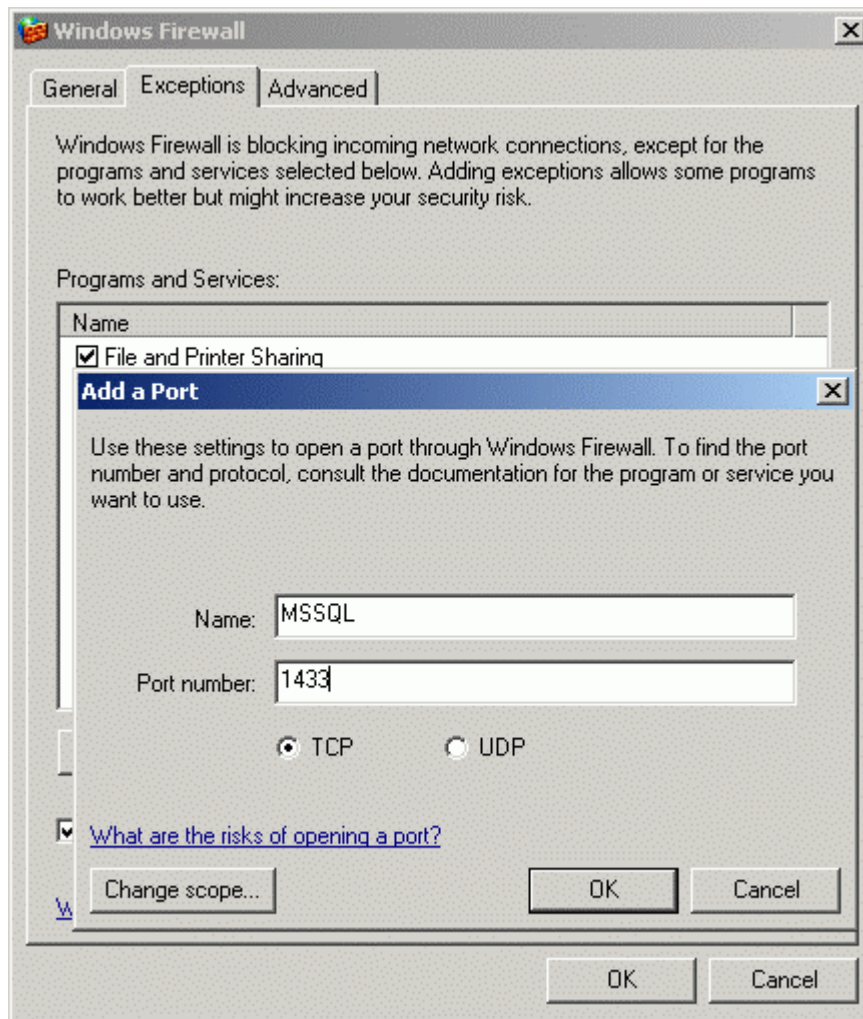 Windows Firewall
General Exceptions Advanced
Windows Firewall is blocking incoming network connections, except for the
programs and services selected below. Adding exceptions allows some programs
to work better but might increase your security risk.
Programs and Services:
Name
File and Printer Sharing
Add a Port
Use these settings to open a port through Windows Firewall. To find the port
number and protocol, consult the documentation for the program or service you
want to use.
Name: MSSQL
Port number: 1433
TCP UDP
What are the risks of opening a port?
Change scope... OK Cancel
W
OK Cancel